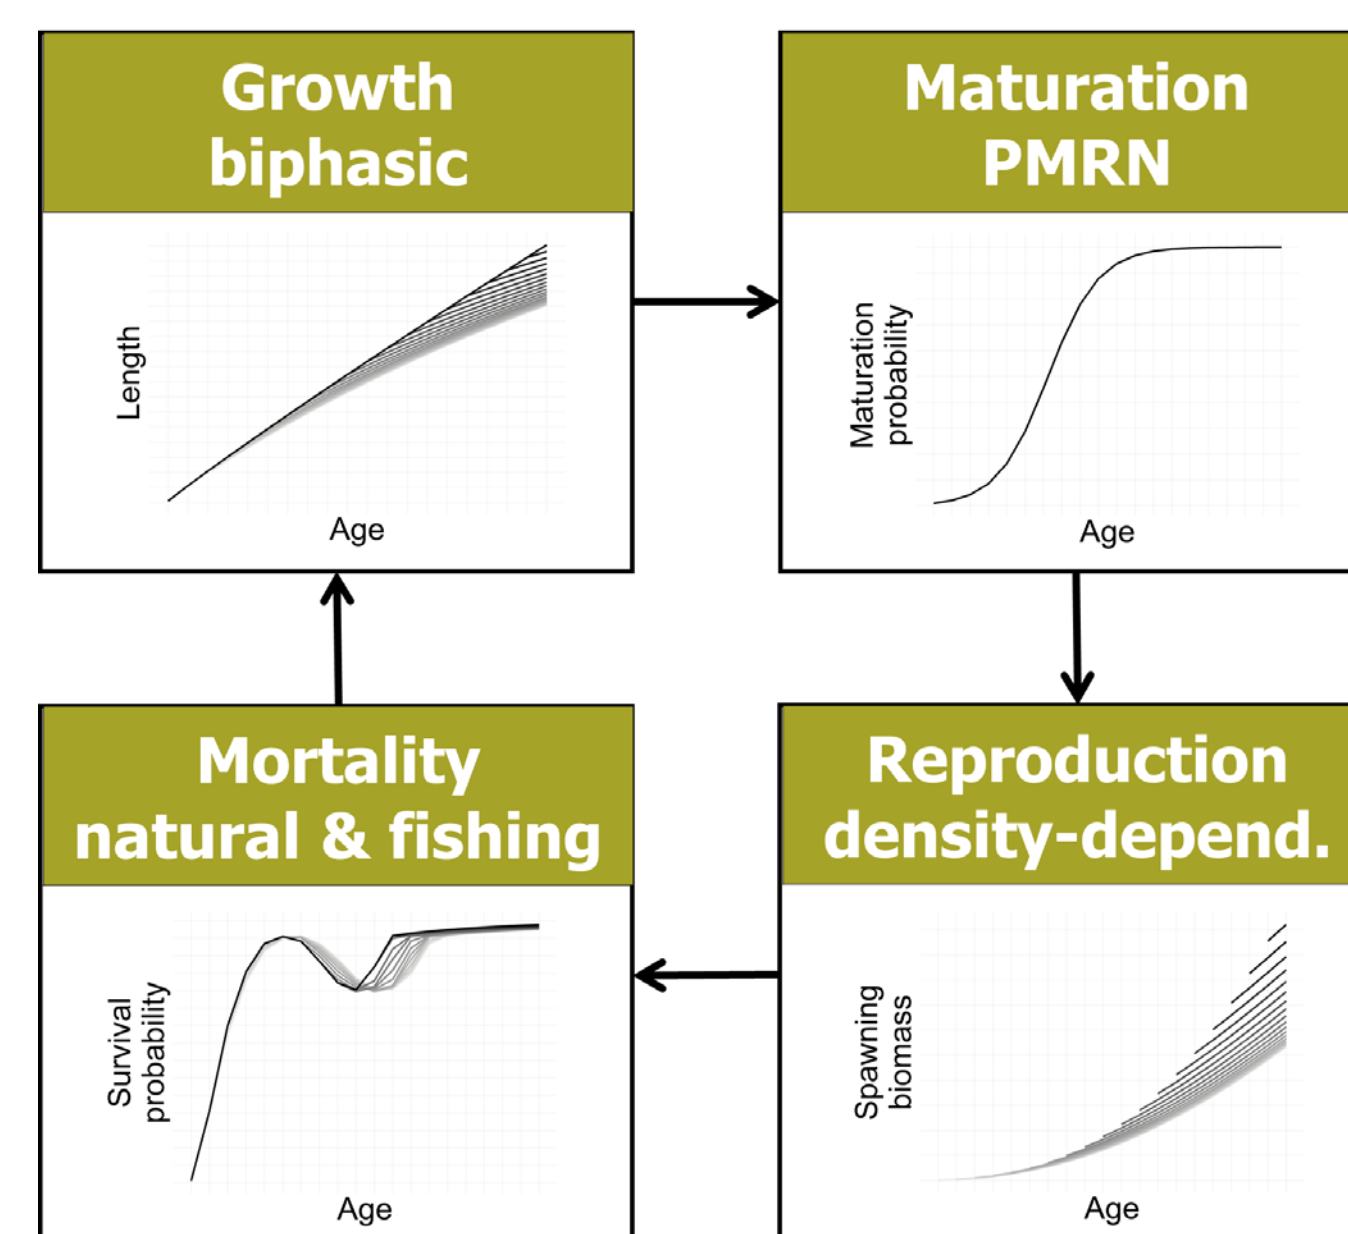 Growth
biphasic
Length
Age
Maturation
PMRN
Maturation
probability
Age
Mortality
natural & fishing
Survival
probability
Age
Reproduction
density-depend.
Spawning
biomass
Age